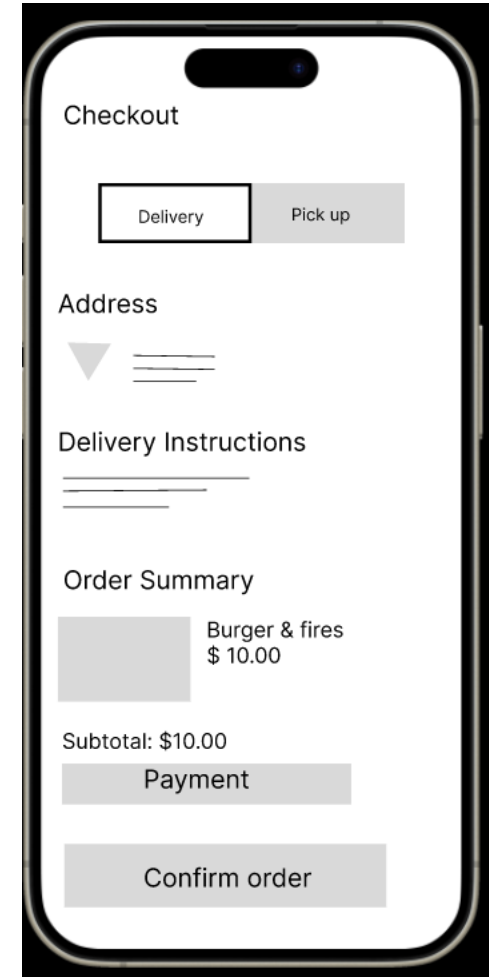 Checkout
Delivery Pick up
Address
Delivery Instructions
Order Summary
Burger & fires
$ 10.00
Subtotal: $10.00
Payment
Confirm order